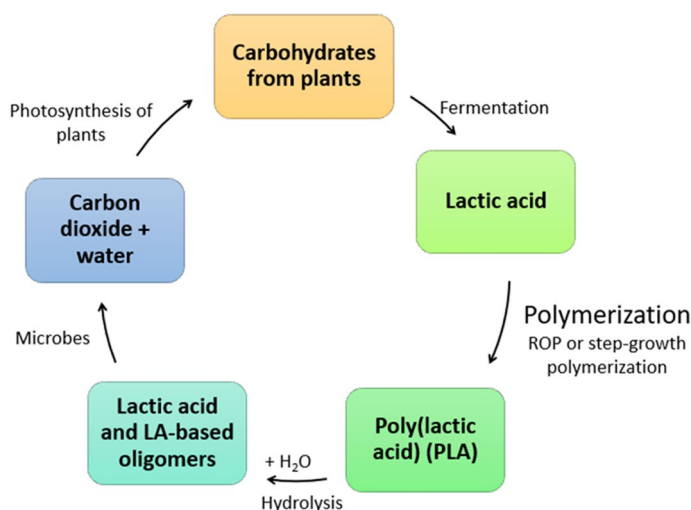 Carbohydrates
from plants
Fermentation
Lactic acid
Polymerization
ROP or step-growth
polymerization
Poly(lactic
acid) (PLA)
+ H₂O
Hydrolysis
Lactic acid
and LA-based
oligomers
Microbes
Carbon
dioxide +
water
Photosynthesis of
plants